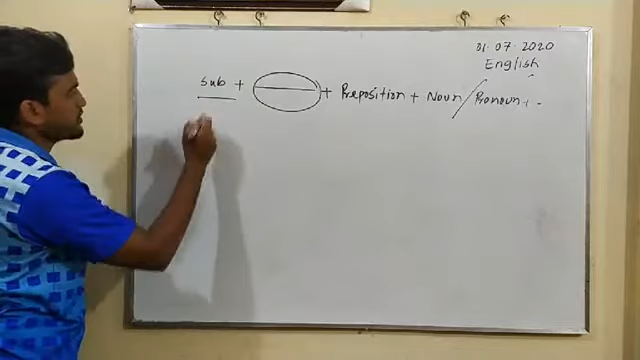 01.07.2020
English
Sub + + Preposition + Noun / Pronoun + -